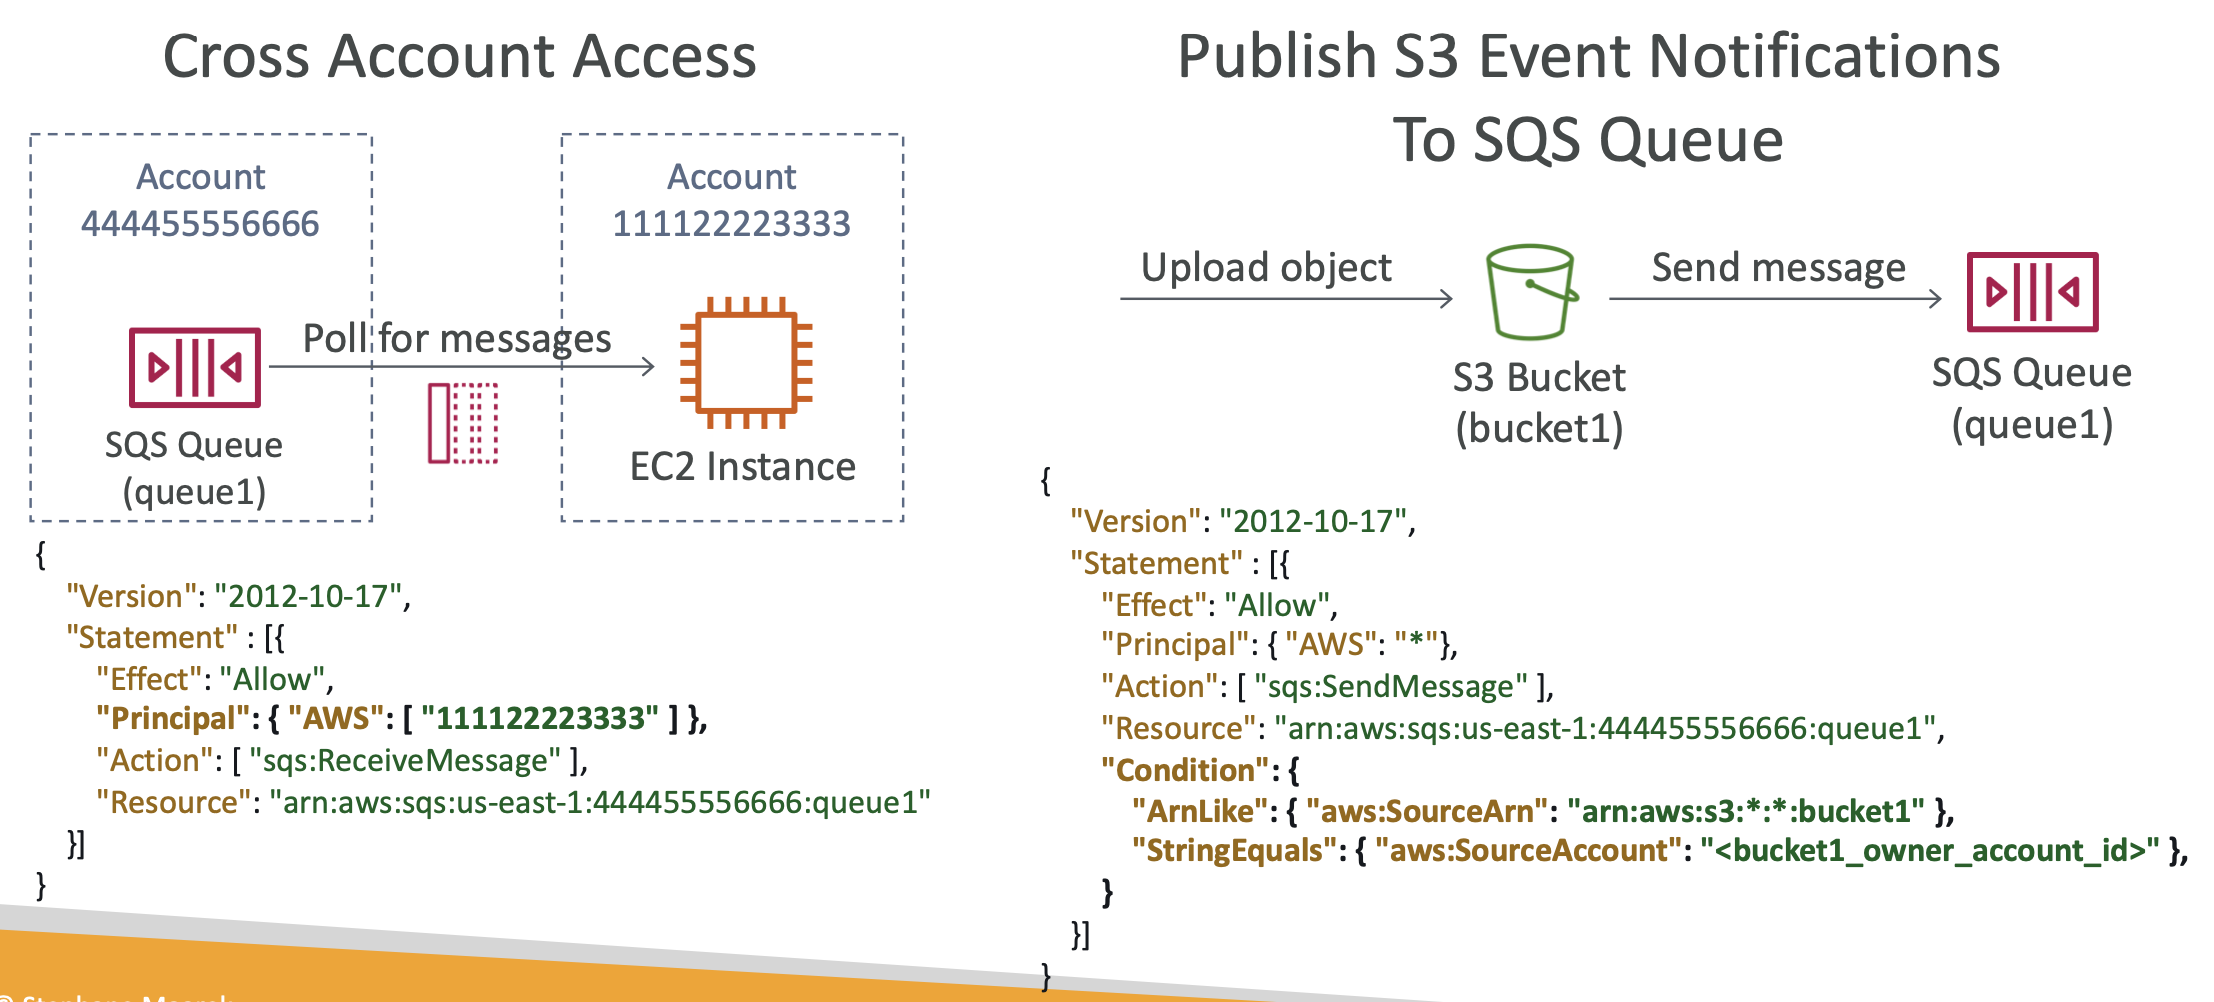 Cross Account Access
Account
444455556666
Account
111122223333
Poll for messages
SQS Queue
(queue1)
EC2 Instance
{
"Version": "2012-10-17",
"Statement" : [{
"Effect": "Allow",
"Principal": { "AWS": [ "111122223333" ] },
"Action": [ "sqs:ReceiveMessage" ],
"Resource": "arn:aws:sqs:us-east-1:444455556666:queue1"
}]
}
Publish S3 Event Notifications
To SQS Queue
Upload object
Send message
S3 Bucket
(bucket1)
SQS Queue
(queue1)
{
"Version": "2012-10-17",
"Statement" : [{
"Effect": "Allow",
"Principal": { "AWS": "*"},
"Action": [ "sqs:SendMessage" ],
"Resource": "arn:aws:sqs:us-east-1:444455556666:queue1",
"Condition": {
"ArnLike": { "aws:SourceArn": "arn:aws:s3:*:*:bucket1" },
"StringEquals": { "aws:SourceAccount": "<bucket1_owner_account_id>" },
}
}]
}